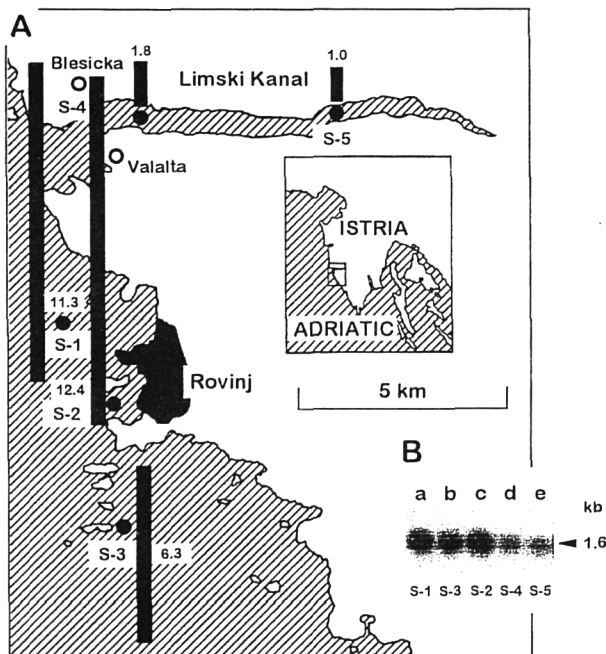 A
Blesicka
1.8
1.0
Limski Kanal
S-4
S-5
Valalta
ISTRIA
11.3
S-1
ADRIATIC
12.4
S-2
Rovinj
5 km
B
a b c d e
kb
1.6
S-3
6.3
S-1 S-3 S-2 S-4 S-5